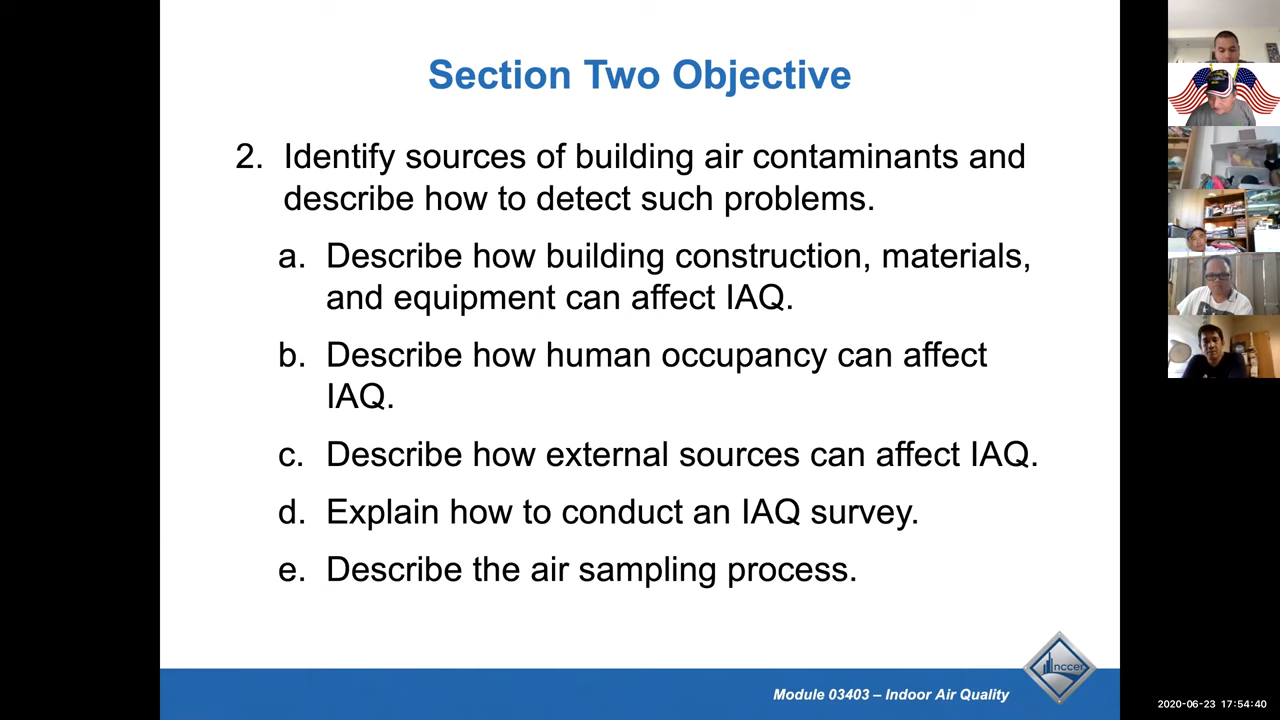 Section Two Objective
2. Identify sources of building air contaminants and
describe how to detect such problems.
a. Describe how building construction, materials,
and equipment can affect IAQ.
b. Describe how human occupancy can affect
IAQ.
c. Describe how external sources can affect IAQ.
d. Explain how to conduct an IAQ survey.
e. Describe the air sampling process.
nccer
Module 03403 – Indoor Air Quality
2020-06-23 17:54:40